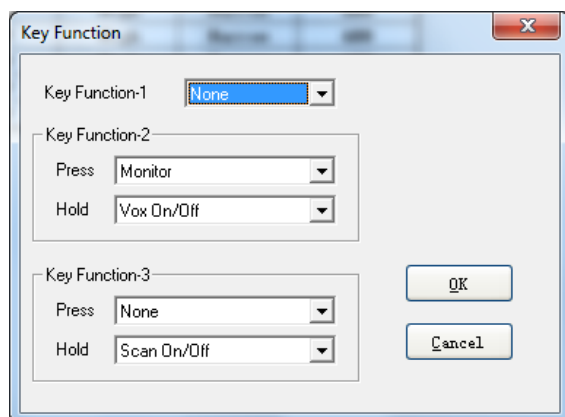 Key Function
Key Function-1 None
Key Function-2
Press Monitor
Hold Vox On/Off
Key Function-3
Press None
Hold Scan On/Off
OK
Cancel